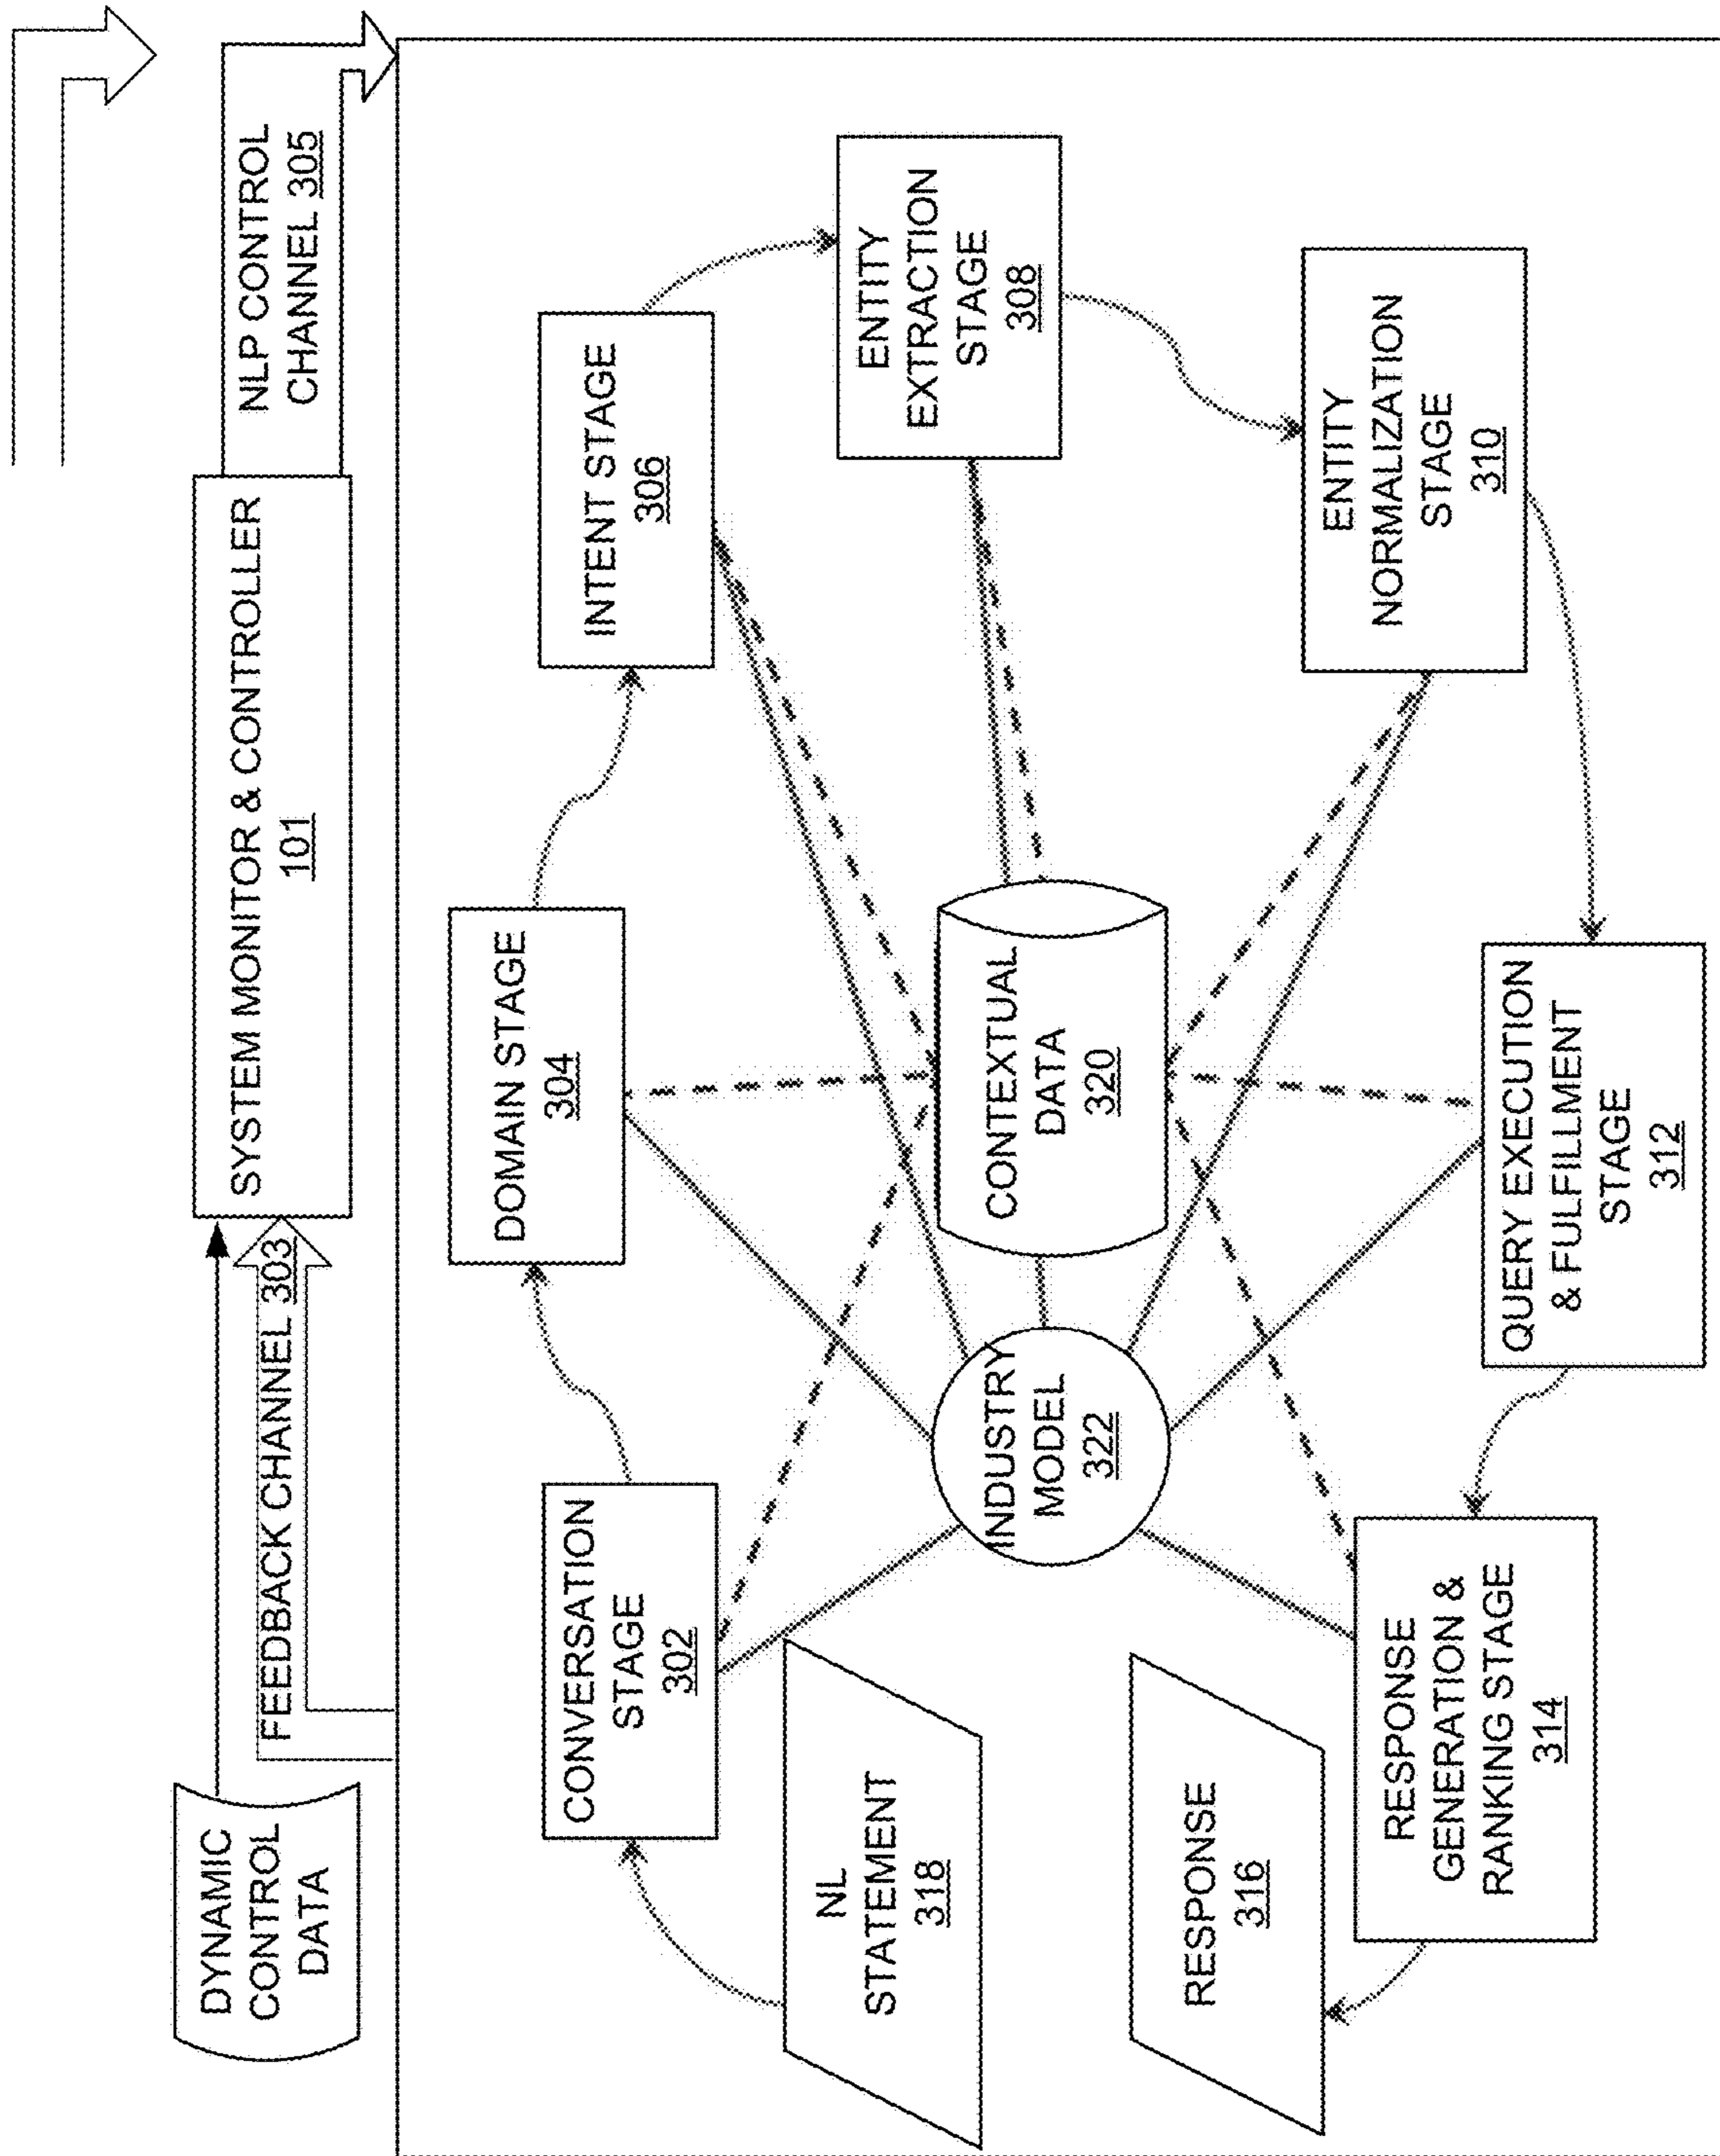 DYNAMIC
CONTROL
DATA
FEEDBACK CHANNEL 303
SYSTEM MONITOR & CONTROLLER
101
NLP CONTROL
CHANNEL 305
CONVERSATION
STAGE
302
DOMAIN STAGE
304
INTENT STAGE
306
ENTITY
EXTRACTION
STAGE
308
NL
STATEMENT
318
INDUSTRY
MODEL
322
CONTEXTUAL
DATA
320
ENTITY
NORMALIZATION
STAGE
310
RESPONSE
316
RESPONSE
GENERATION &
RANKING STAGE
314
QUERY EXECUTION
& FULFILLMENT
STAGE
312